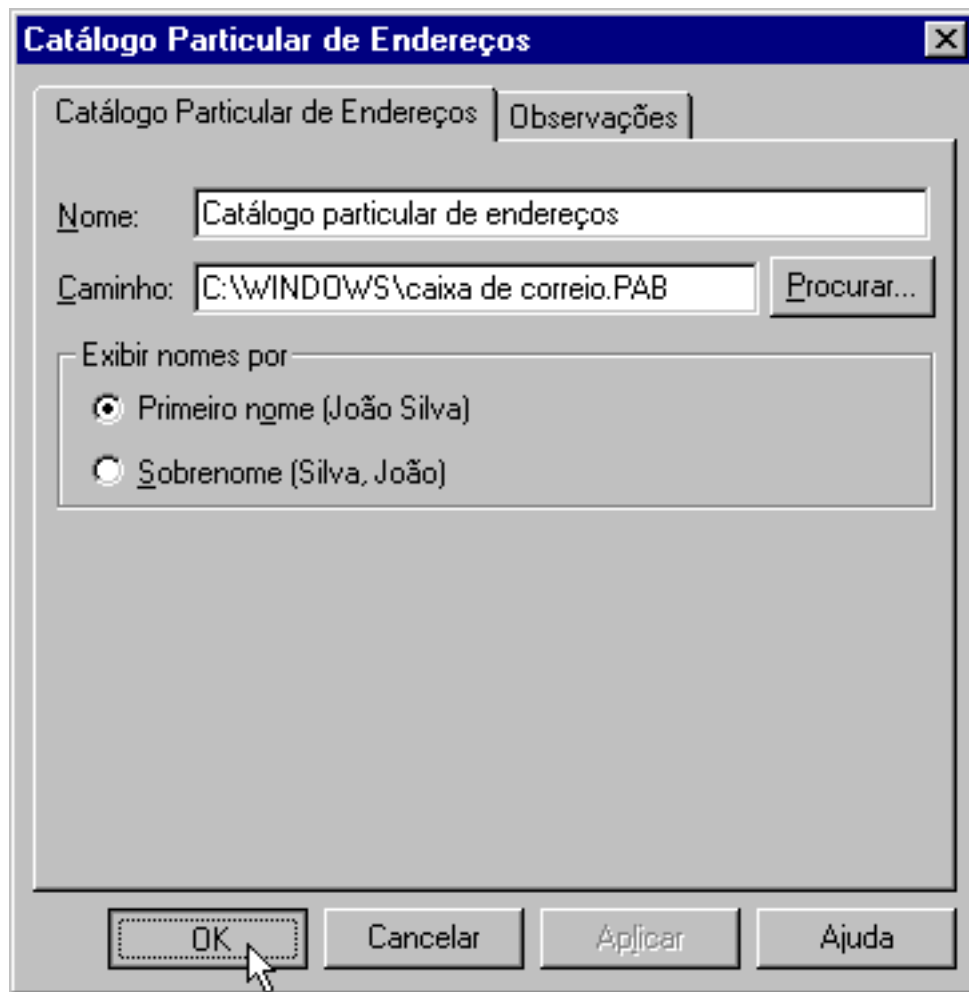 Catálogo Particular de Endereços
Catálogo Particular de Endereços Observações
Nome: Catálogo particular de endereços
Caminho: C:\WINDOWS\caixa de correio.PAB Procurar...
Exibir nomes por
Primeiro nome (João Silva)
Sobrenome (Silva, João)
OK Cancelar Aplicar Ajuda